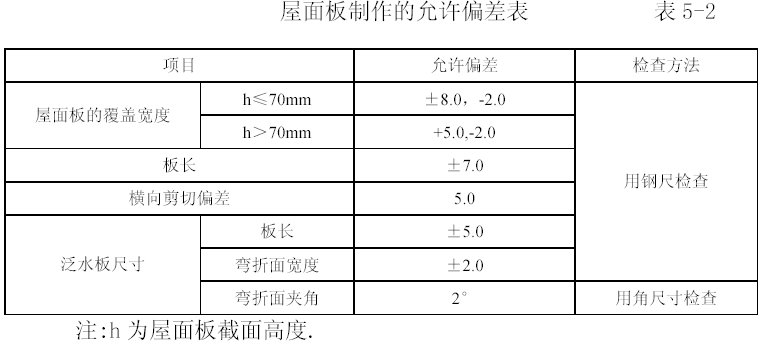 屋面板制作的允许偏差表 表 5-2
项目 允许偏差 检查方法
屋面板的覆盖宽度 h≤70mm ±8.0，-2.0 用钢尺检查
h＞70mm +5.0,-2.0
板长 ±7.0
横向剪切偏差 5.0
泛水板尺寸 板长 ±5.0
弯折面宽度 ±2.0
弯折面夹角 2° 用角尺寸检查
注:h 为屋面板截面高度.